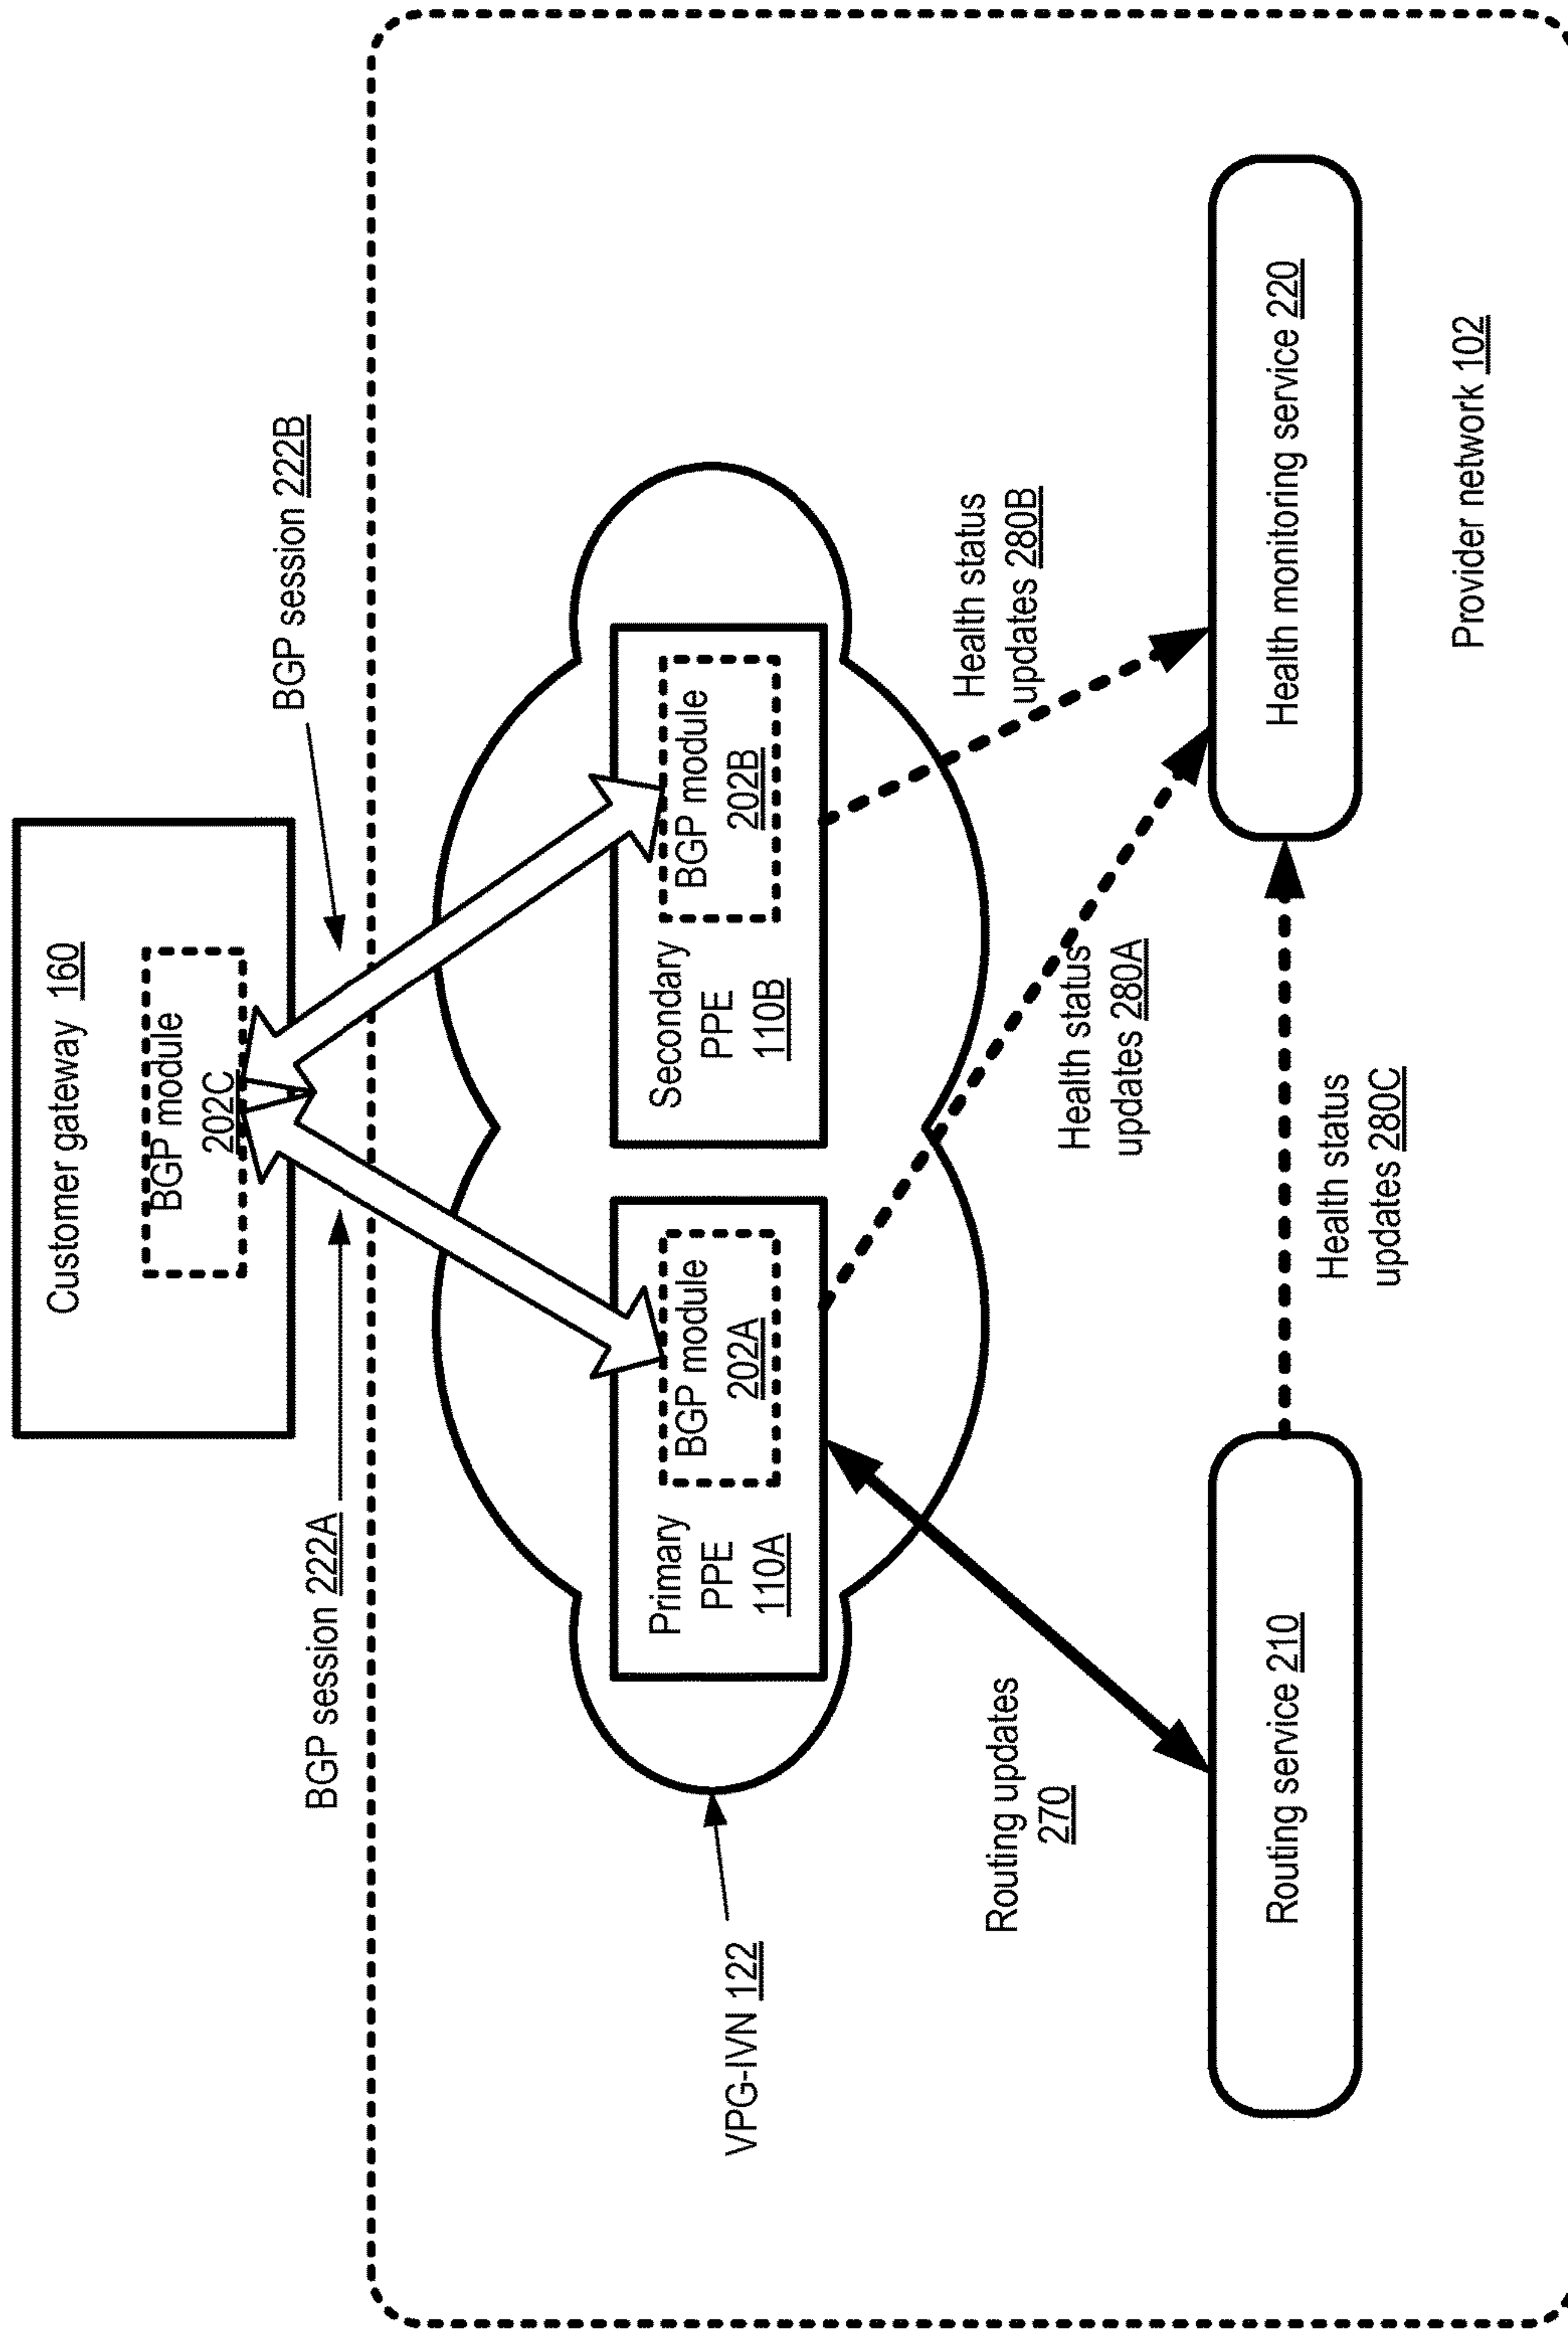 Customer gateway 160
BGP module
202C
BGP session 222A
BGP session 222B
VPG-IVN 122
Primary
PPE
110A
BGP module
202A
Secondary
PPE
110B
BGP module
202B
Routing updates
270
Health status
updates 280A
Health status
updates 280B
Routing service 210
Health status
updates 280C
Health monitoring service 220
Provider network 102